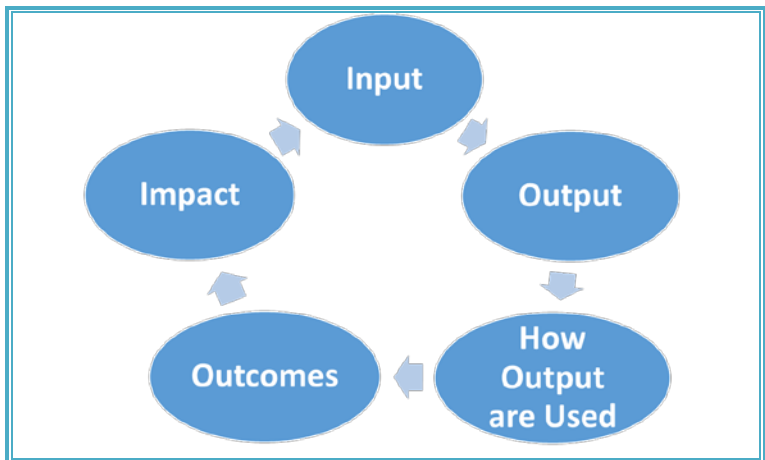 Input
Output
How
Output
are Used
Outcomes
Impact